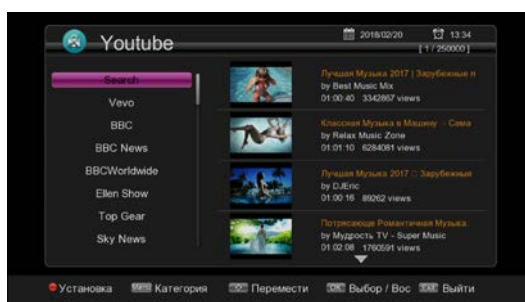 Youtube
2018/02/20 13:34
[ 1 / 250000 ]
Search
Vevo
BBC
BBC News
BBCWorldwide
Ellen Show
Top Gear
Sky News
Лучшая Музыка 2017 | Зарубежные п
by Best Music Mix
01:00:40 3342867 views
Классная Музыка в Машину - Сама
by Relax Music Zone
01:01:10 6284081 views
Лучшая Музыка 2017 □ Зарубежные
by DJEric
01:00:16 89262 views
Потрясающе Романтичная Музыка.
by Мудрость TV - Super Music
01:02:08 1760591 views
Установка Menu Категория Перемести OK Выбор / Вос Exit Выйти